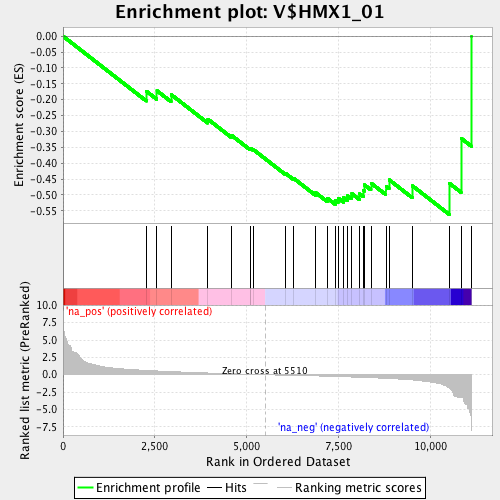 Enrichment plot: V$HMX1_01
Enrichment score (ES)
0.00
-0.05
-0.10
-0.15
-0.20
-0.25
-0.30
-0.35
-0.40
-0.45
-0.50
-0.55
Ranked list metric (PreRanked)
10.0
7.5
5.0
2.5
0.0
-2.5
-5.0
-7.5
'na_pos' (positively correlated)
Zero cross at 5510
'na_neg' (negatively correlated)
0 2,500 5,000 7,500 10,000
Rank in Ordered Dataset
Enrichment profile Hits Ranking metric scores